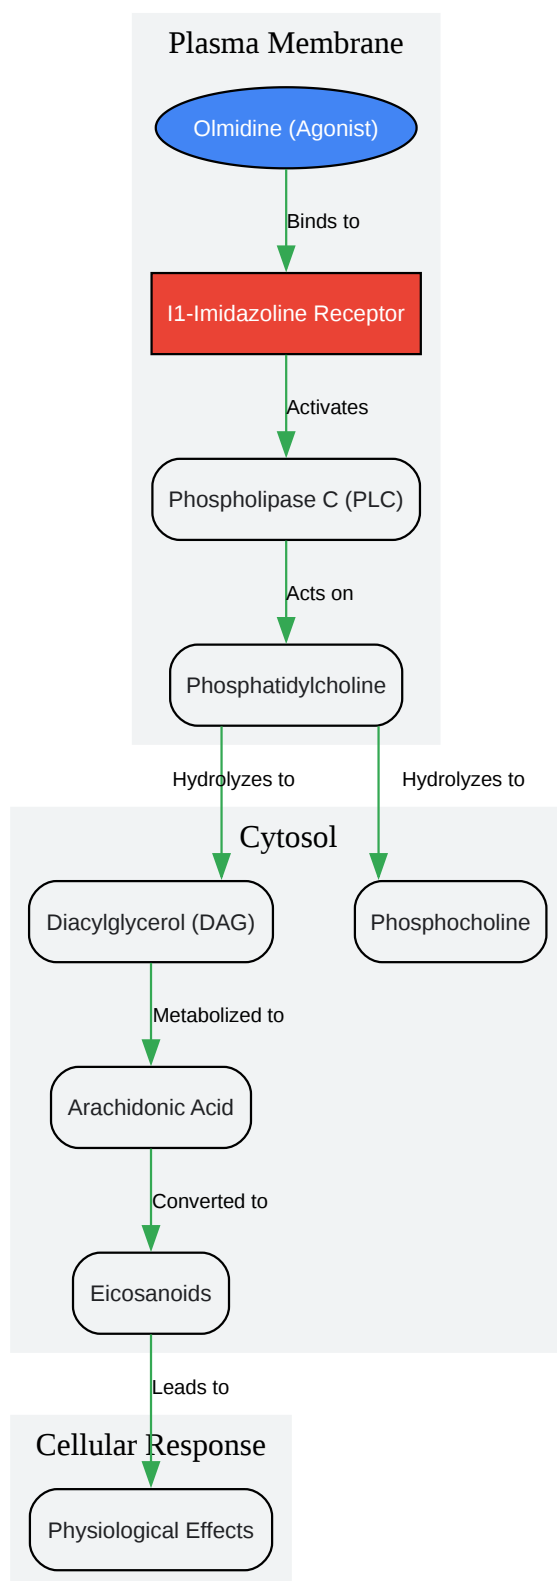 Plasma Membrane
Olmidine (Agonist)
Binds to
I1-Imidazoline Receptor
Activates
Phospholipase C (PLC)
Acts on
Phosphatidylcholine
Hydrolyzes to
Hydrolyzes to
Cytosol
Diacylglycerol (DAG)
Phosphocholine
Metabolized to
Arachidonic Acid
Converted to
Eicosanoids
Leads to
Cellular Response
Physiological Effects